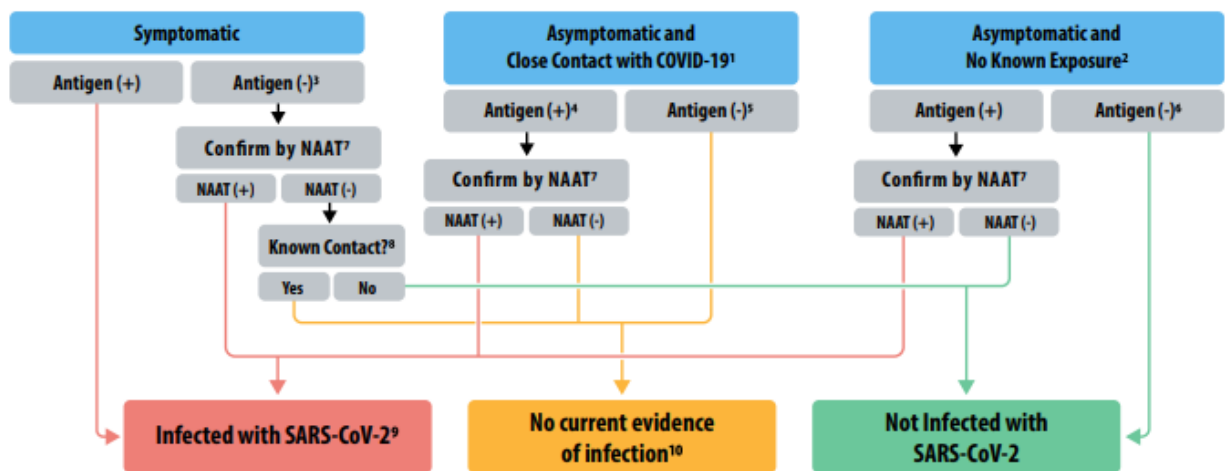 Symptomatic
Asymptomatic and
Close Contact with COVID-19¹
Asymptomatic and
No Known Exposure²
Antigen (+)
Antigen (-)³
Antigen (+)⁴
Antigen (-)⁵
Antigen (+)
Antigen (-)⁶
Confirm by NAAT⁷
Confirm by NAAT⁷
Confirm by NAAT⁷
NAAT (+)
NAAT (-)
NAAT (+)
NAAT (-)
NAAT (+)
NAAT (-)
Known Contact?⁸
Yes
No
Infected with SARS-CoV-2⁹
No current evidence
of infection¹⁰
Not Infected with
SARS-CoV-2